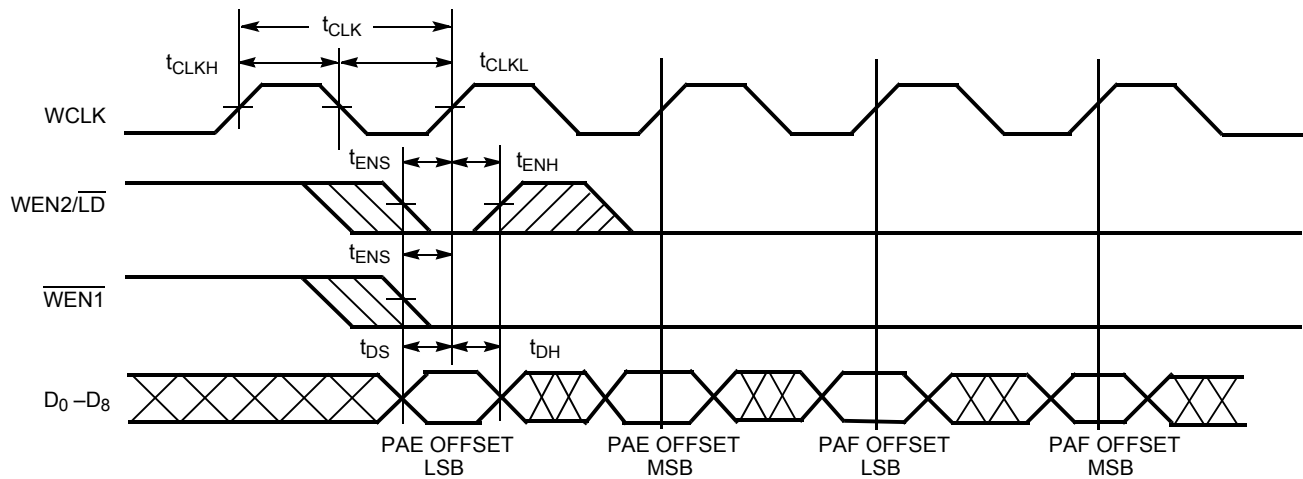 tCLK
tCLKH
tCLKL
WCLK
tENS
tENH
WEN2/LD
tENS
WEN1
tDS
tDH
D0 –D8
PAE OFFSET
LSB
PAE OFFSET
MSB
PAF OFFSET
LSB
PAF OFFSET
MSB